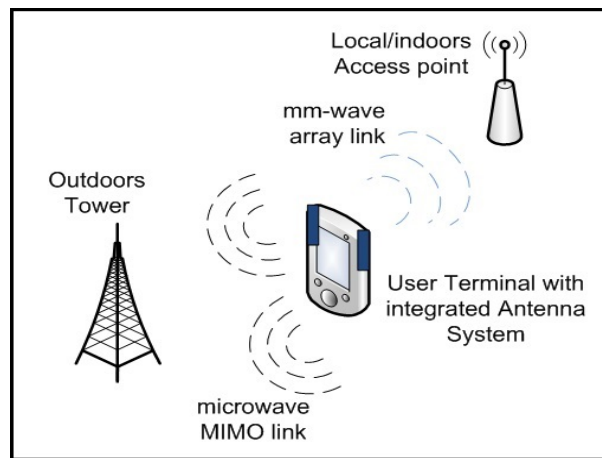 Local/indoors
Access point
mm-wave
array link
Outdoors
Tower
User Terminal with
integrated Antenna
System
microwave
MIMO link